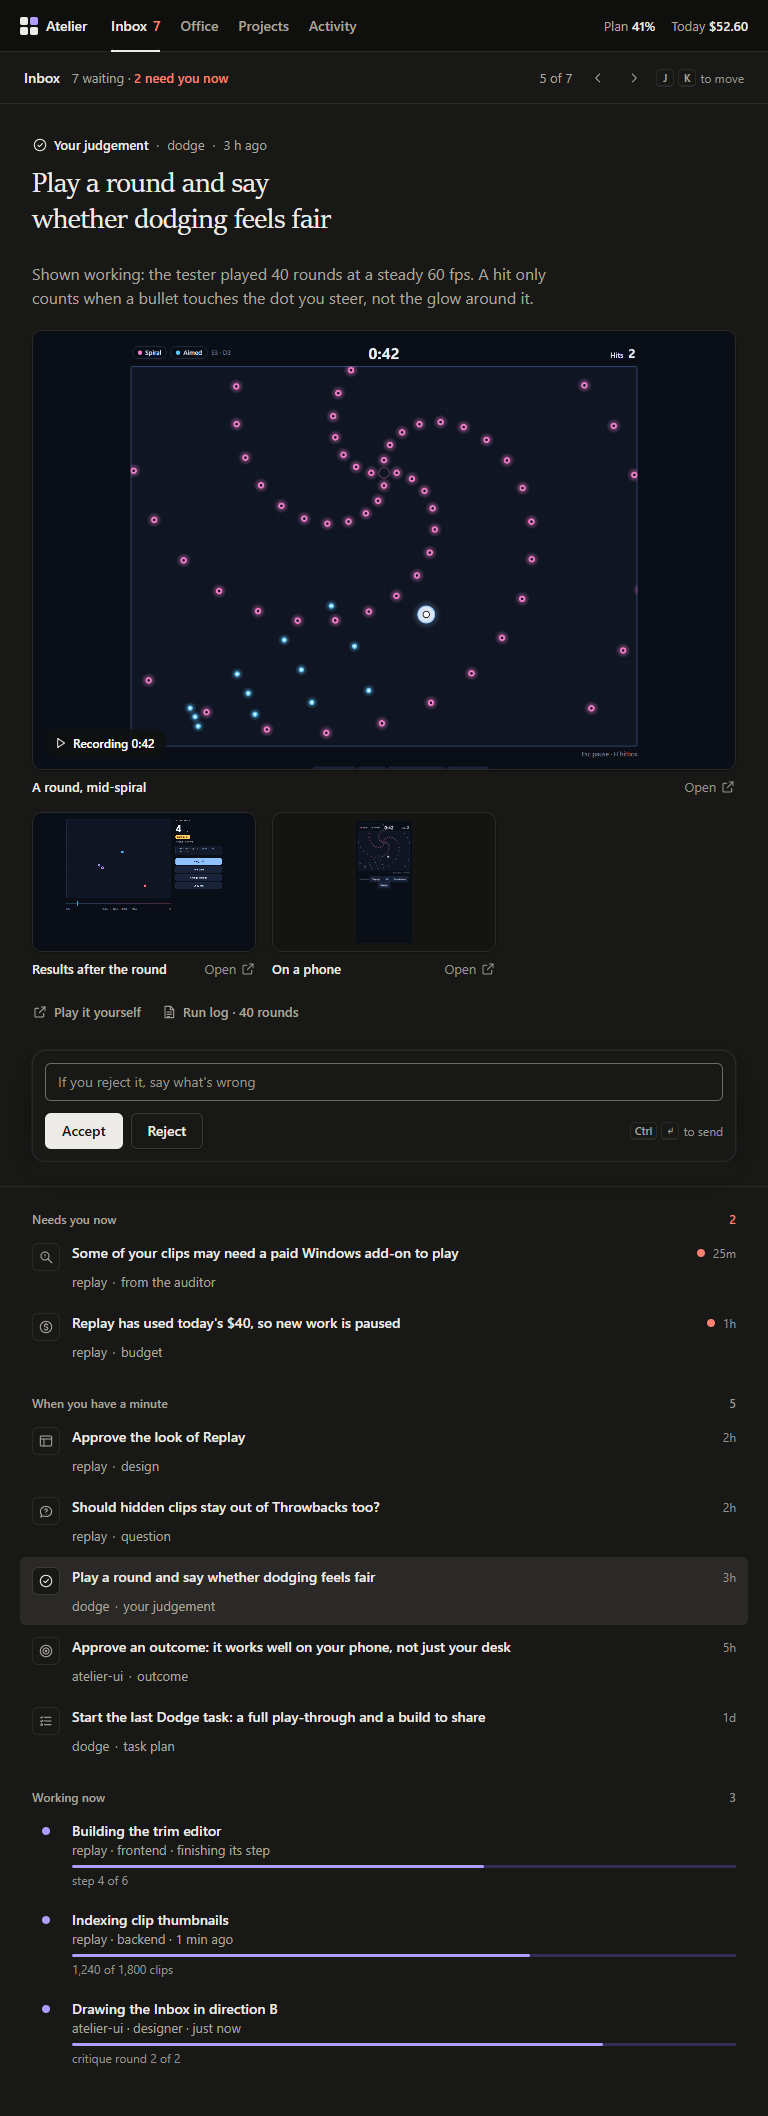 Atelier
Inbox 7
Office
Projects
Activity
Plan 41%
Today $52.60
Inbox 7 waiting · 2 need you now
5 of 7
J K to move
Your judgement · dodge · 3 h ago
Play a round and say
whether dodging feels fair
Shown working: the tester played 40 rounds at a steady 60 fps. A hit only
counts when a bullet touches the dot you steer, not the glow around it.
Spiral
Aimed
0:42
Hits 2
Esc pause · H hitbox
Recording 0:42
A round, mid-spiral
Open
4
0:42
Results after the round
Open
On a phone
Open
Play it yourself
Run log · 40 rounds
If you reject it, say what's wrong
Accept
Reject
Ctrl ↵ to send
Needs you now
2
Some of your clips may need a paid Windows add-on to play
25m
replay · from the auditor
Replay has used today's $40, so new work is paused
1h
replay · budget
When you have a minute
5
Approve the look of Replay
2h
replay · design
Should hidden clips stay out of Throwbacks too?
2h
replay · question
Play a round and say whether dodging feels fair
3h
dodge · your judgement
Approve an outcome: it works well on your phone, not just your desk
5h
atelier-ui · outcome
Start the last Dodge task: a full play-through and a build to share
1d
dodge · task plan
Working now
3
Building the trim editor
replay · frontend · finishing its step
step 4 of 6
Indexing clip thumbnails
replay · backend · 1 min ago
1,240 of 1,800 clips
Drawing the Inbox in direction B
atelier-ui · designer · just now
critique round 2 of 2